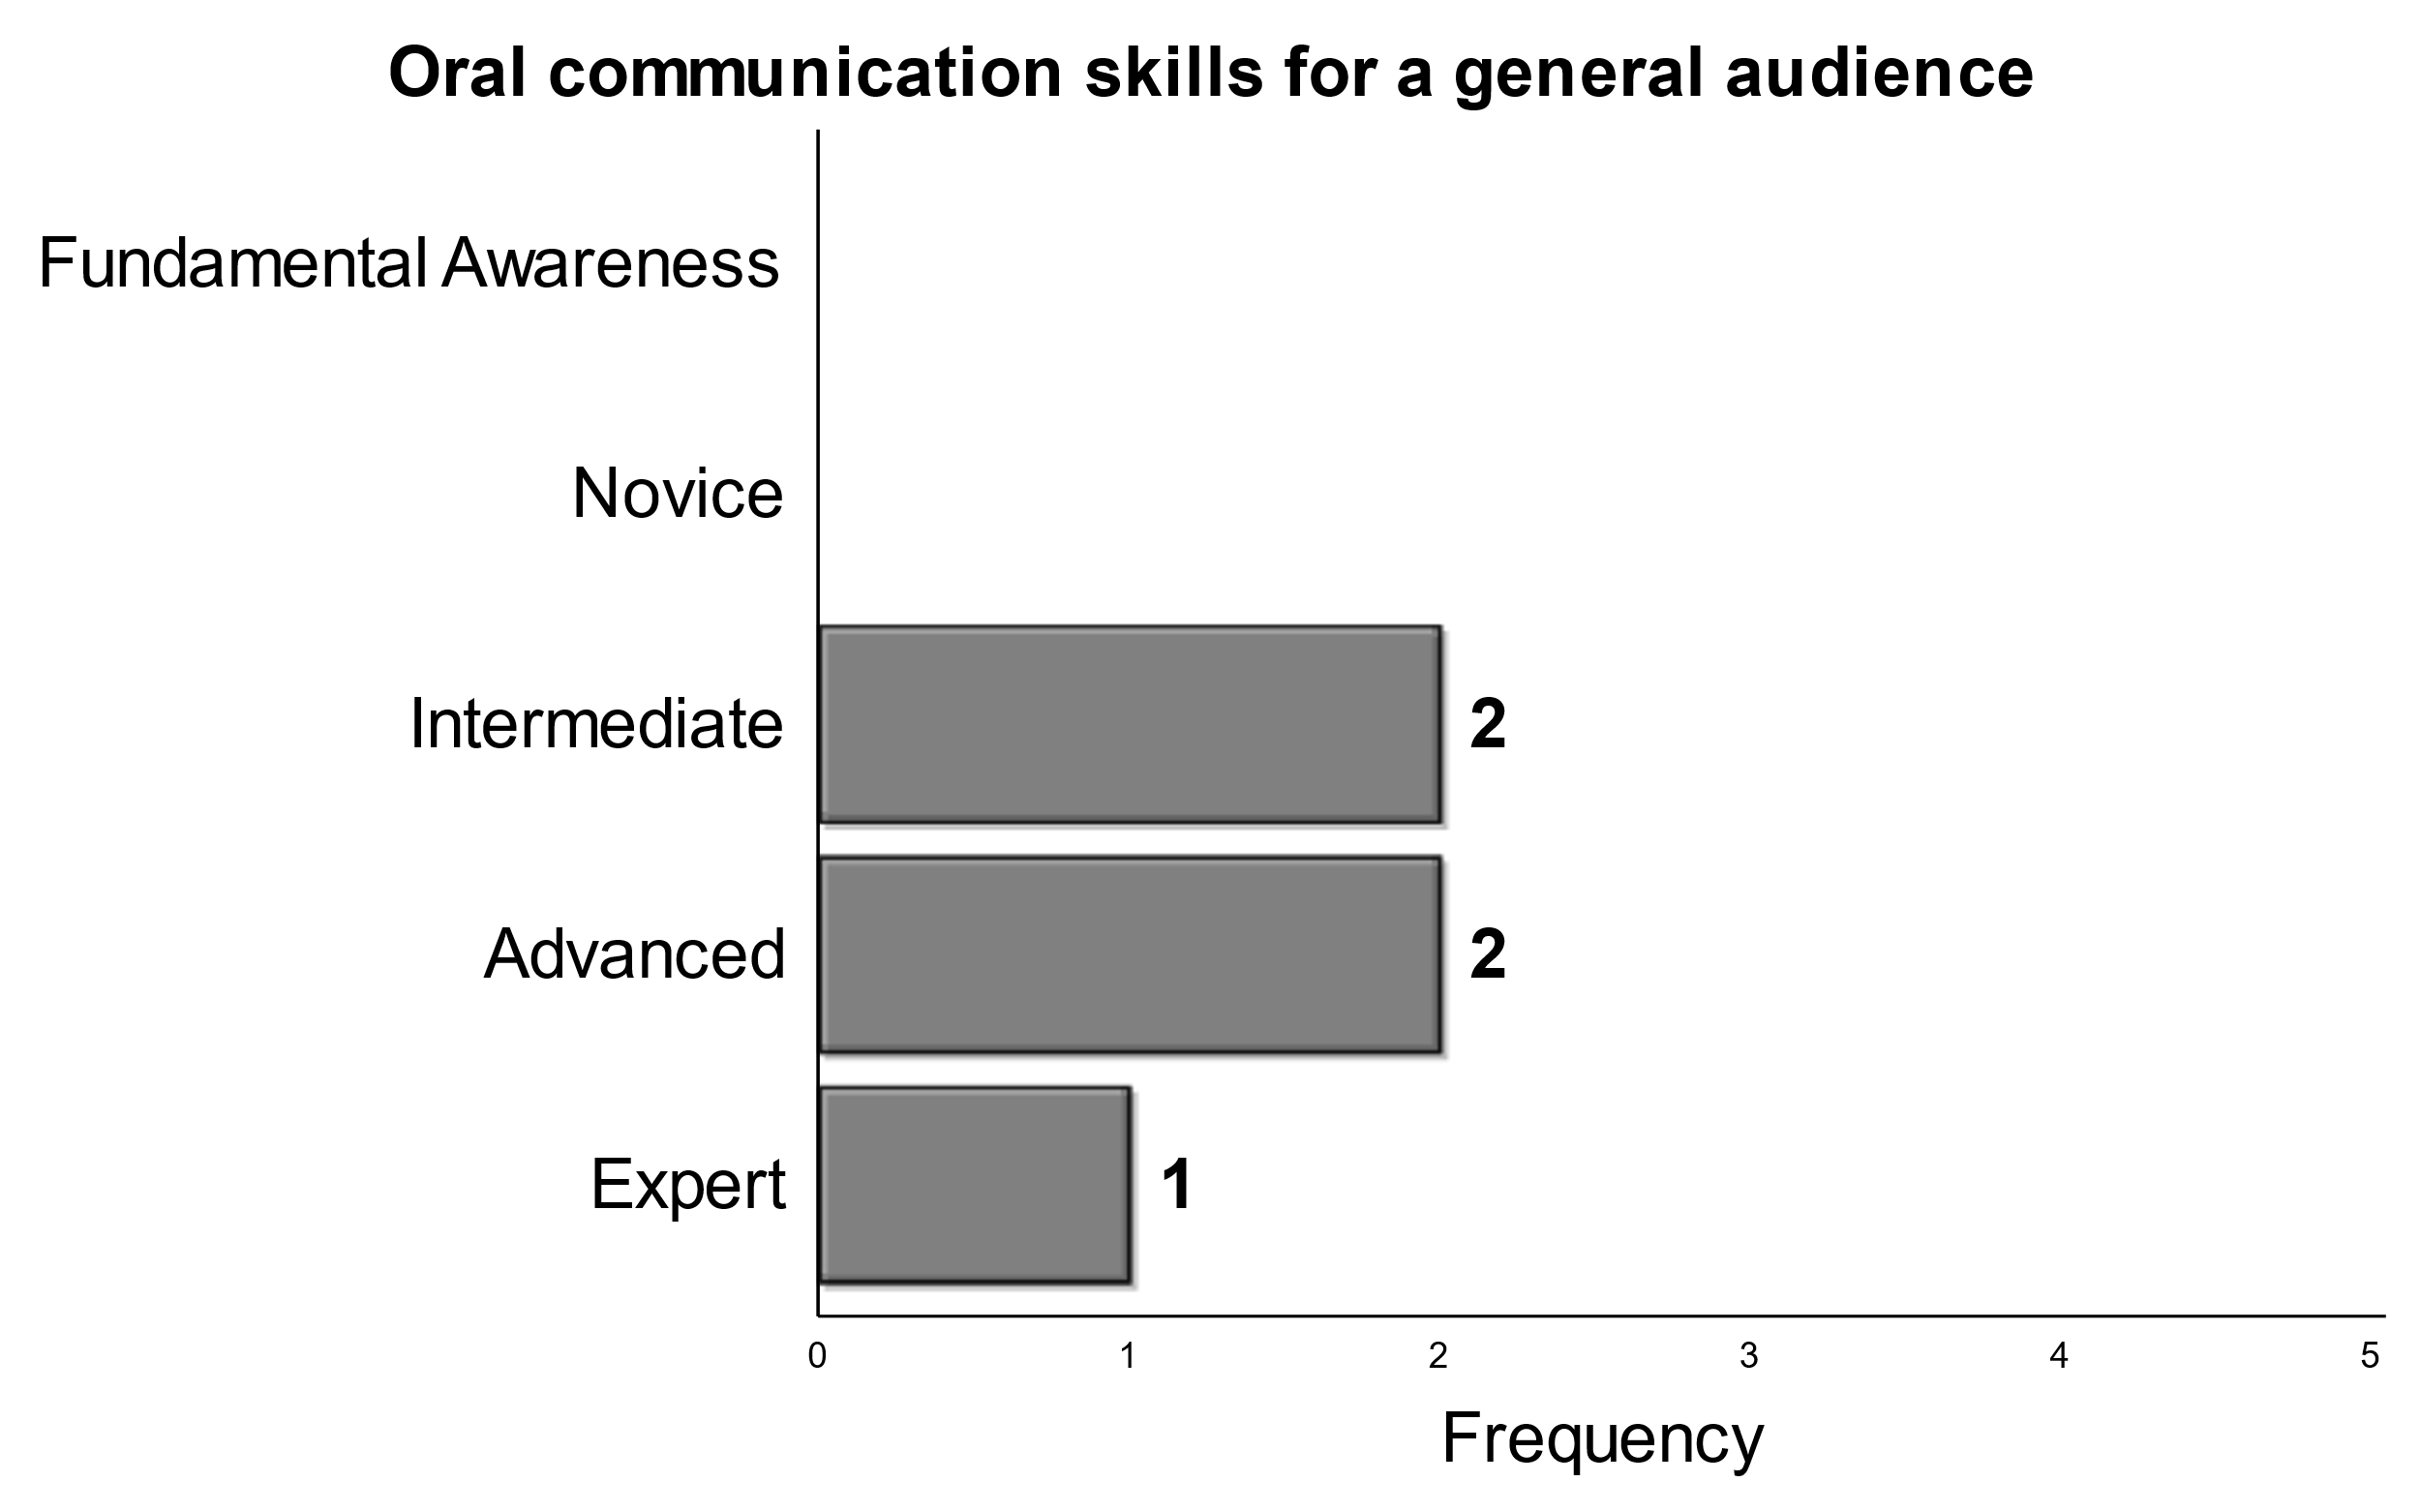 Oral communication skills for a general audience
Fundamental Awareness
Novice
Intermediate 2
Advanced 2
Expert 1
0 1 2 3 4 5
Frequency